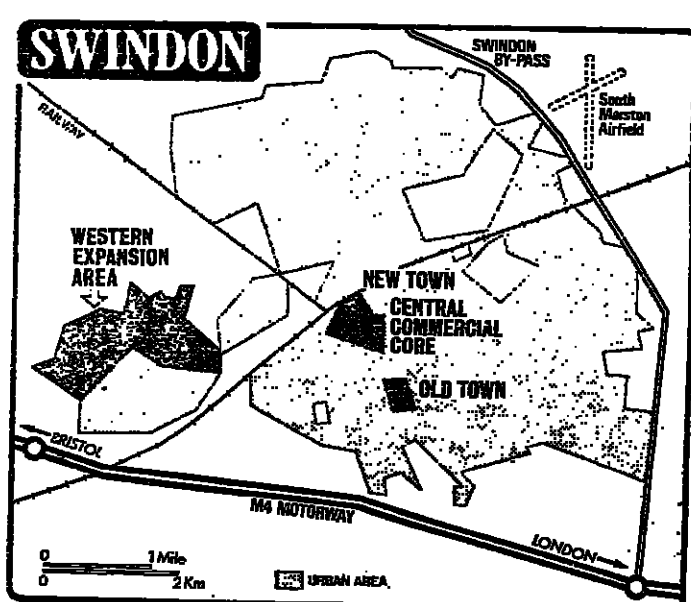 SWINDON
SWINDON
BY-PASS
South
Marston
Airfield
RAILWAY
WESTERN
EXPANSION
AREA
NEW TOWN
CENTRAL
COMMERCIAL
CORE
OLD TOWN
BRISTOL
M4 MOTORWAY
LONDON
0 1 Mile
0 2 Km
URBAN AREA